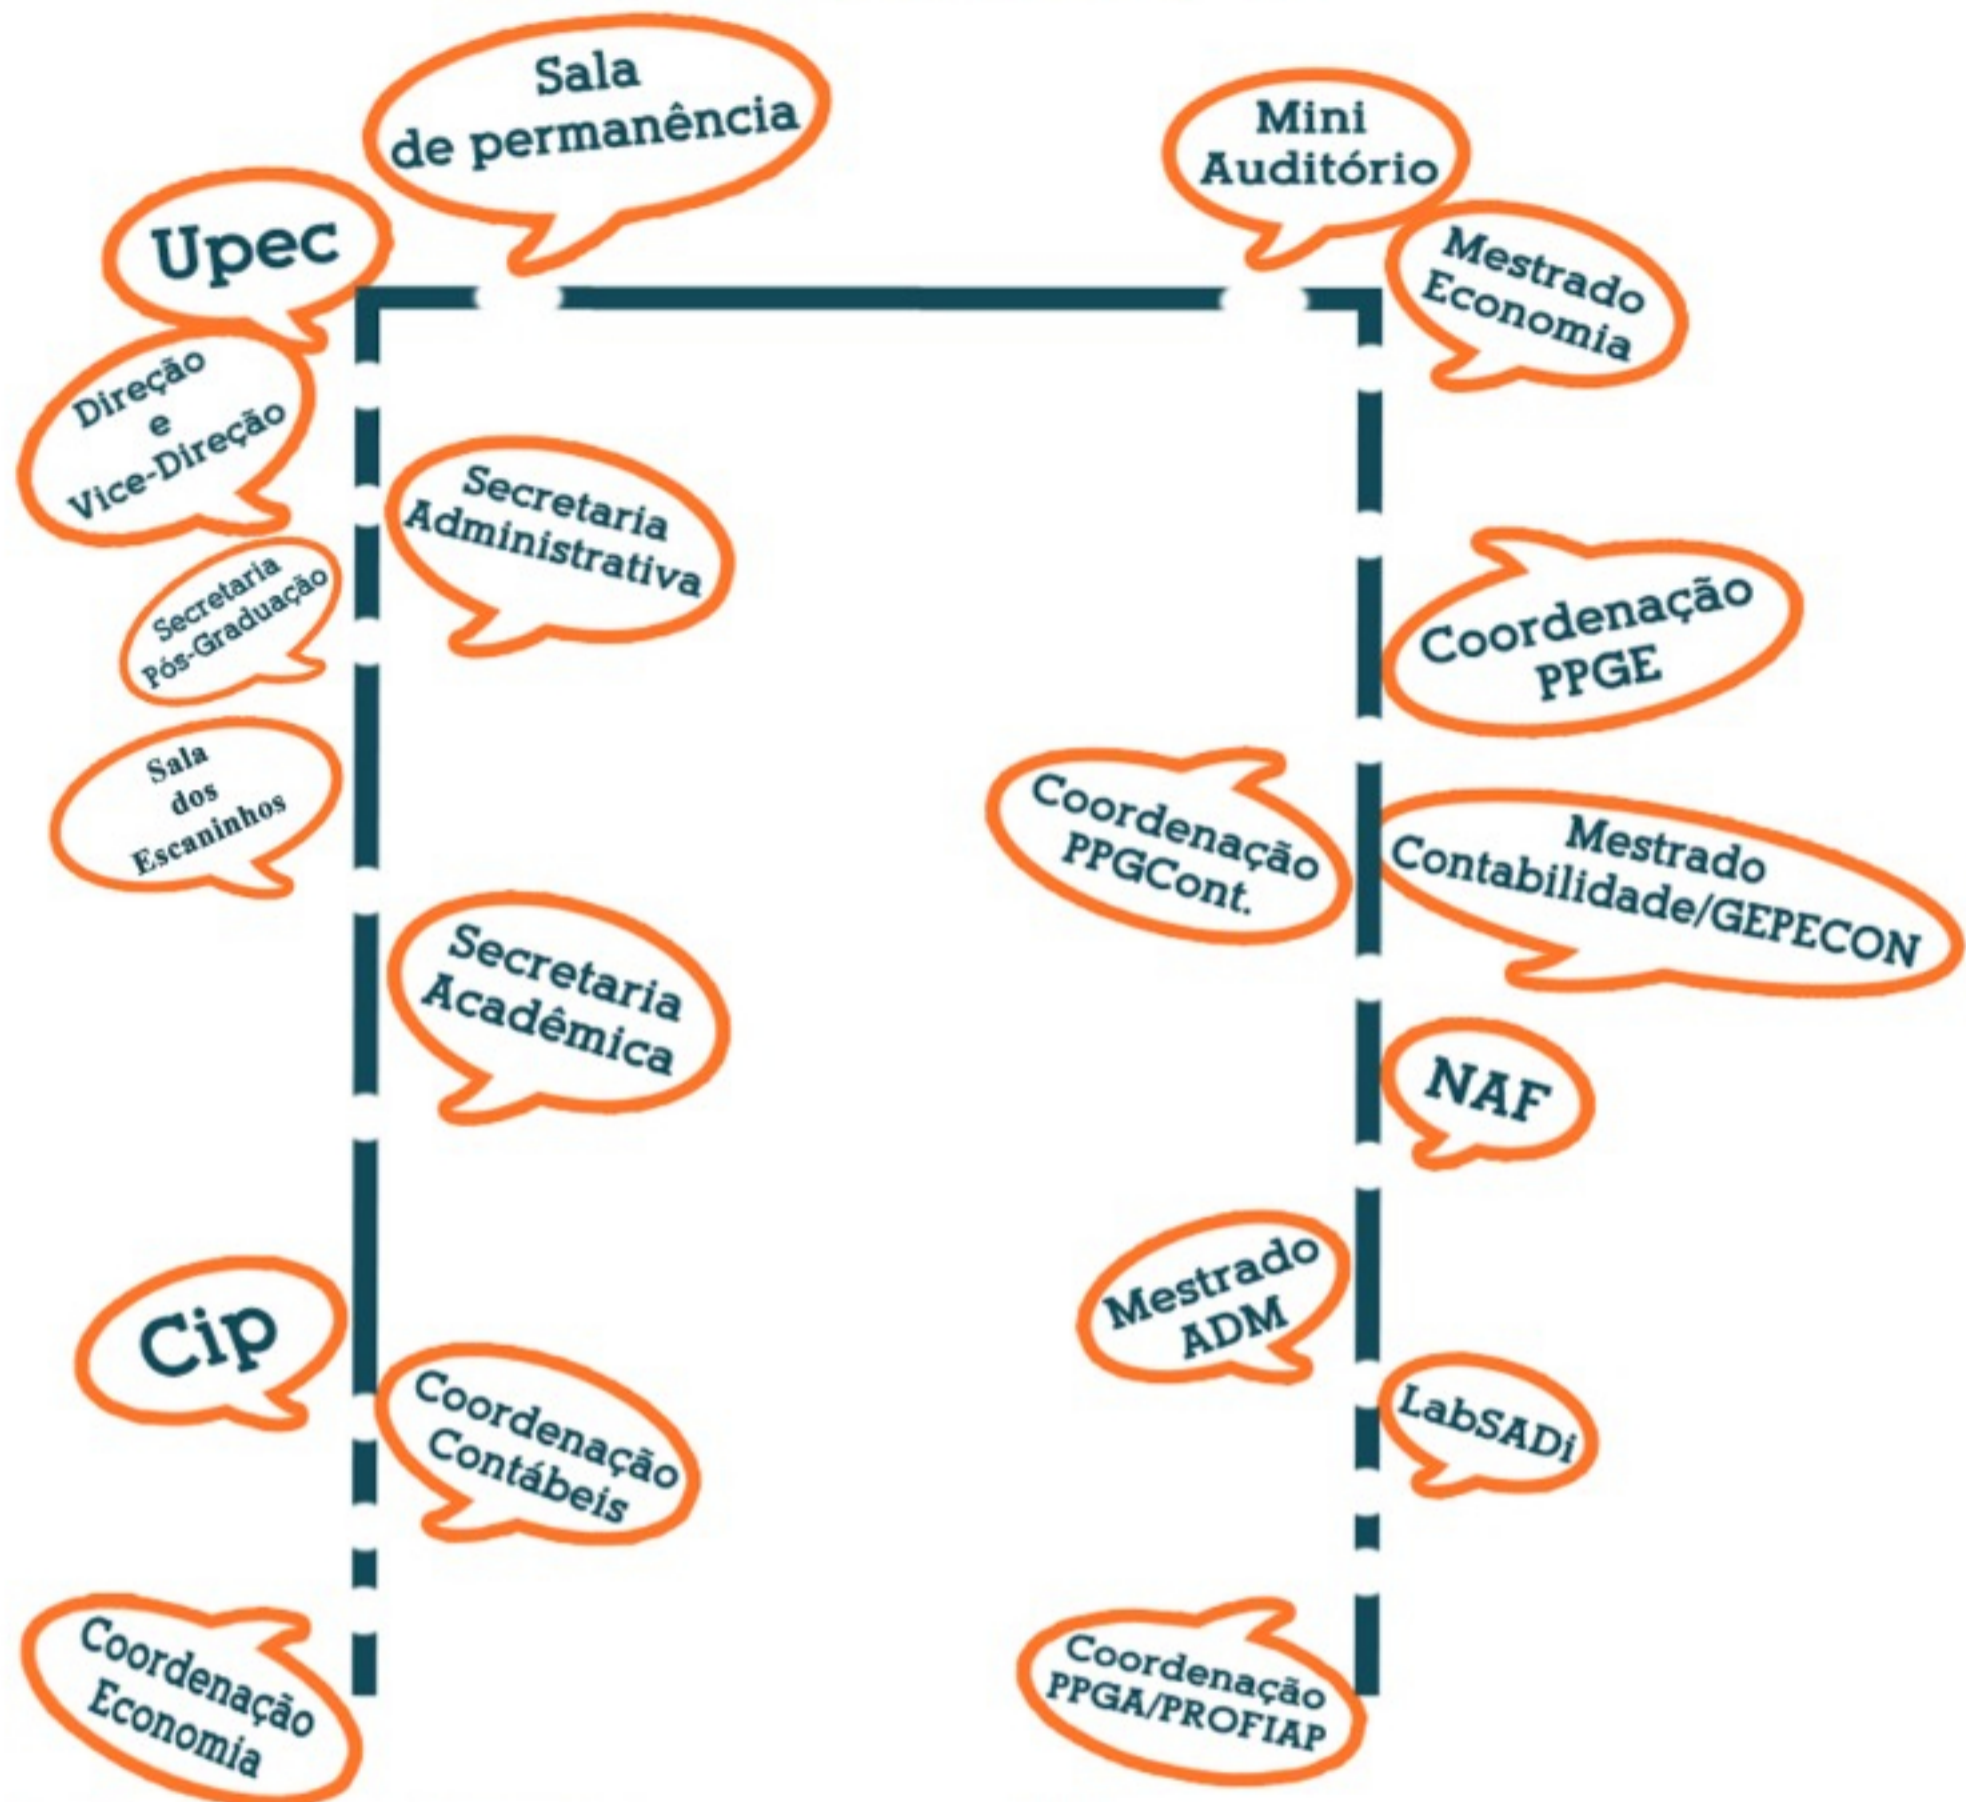 Sala
de permanência
Mini
Auditório
Upec
Mestrado
Economia
Direção
e
Vice-Direção
Secretaria
Administrativa
Secretaria
Pós-Graduação
Coordenação
PPGE
Sala
dos
Escaninhos
Coordenação
PPGCont.
Mestrado
Contabilidade/GEPECON
Secretaria
Acadêmica
NAF
Mestrado
ADM
Cip
Coordenação
Contábeis
LabSADi
Coordenação
Economia
Coordenação
PPGA/PROFIAP